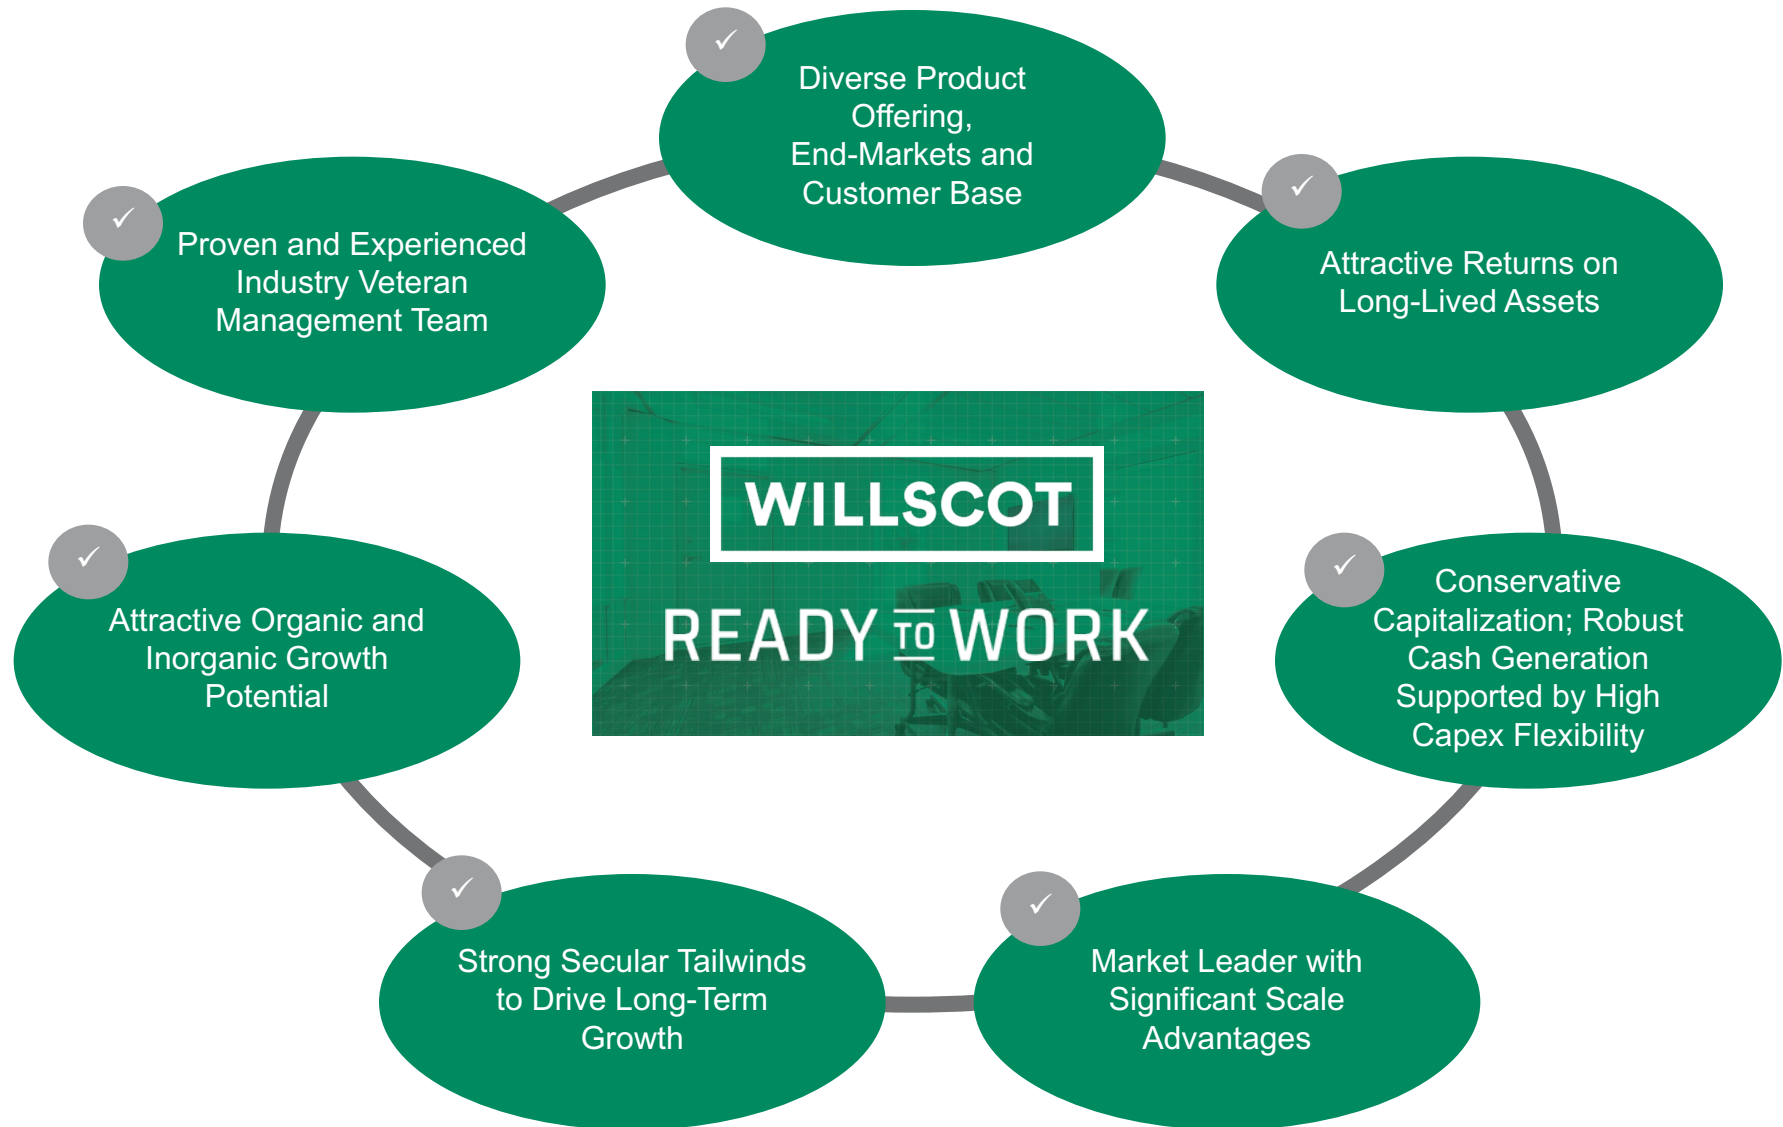 ✓
Diverse Product
Offering,
End-Markets and
Customer Base
✓
Attractive Returns on
Long-Lived Assets
✓
Conservative
Capitalization; Robust
Cash Generation
Supported by High
Capex Flexibility
✓
Market Leader with
Significant Scale
Advantages
✓
Strong Secular Tailwinds
to Drive Long-Term
Growth
✓
Attractive Organic and
Inorganic Growth
Potential
✓
Proven and Experienced
Industry Veteran
Management Team
WILLSCOT
READY TO WORK